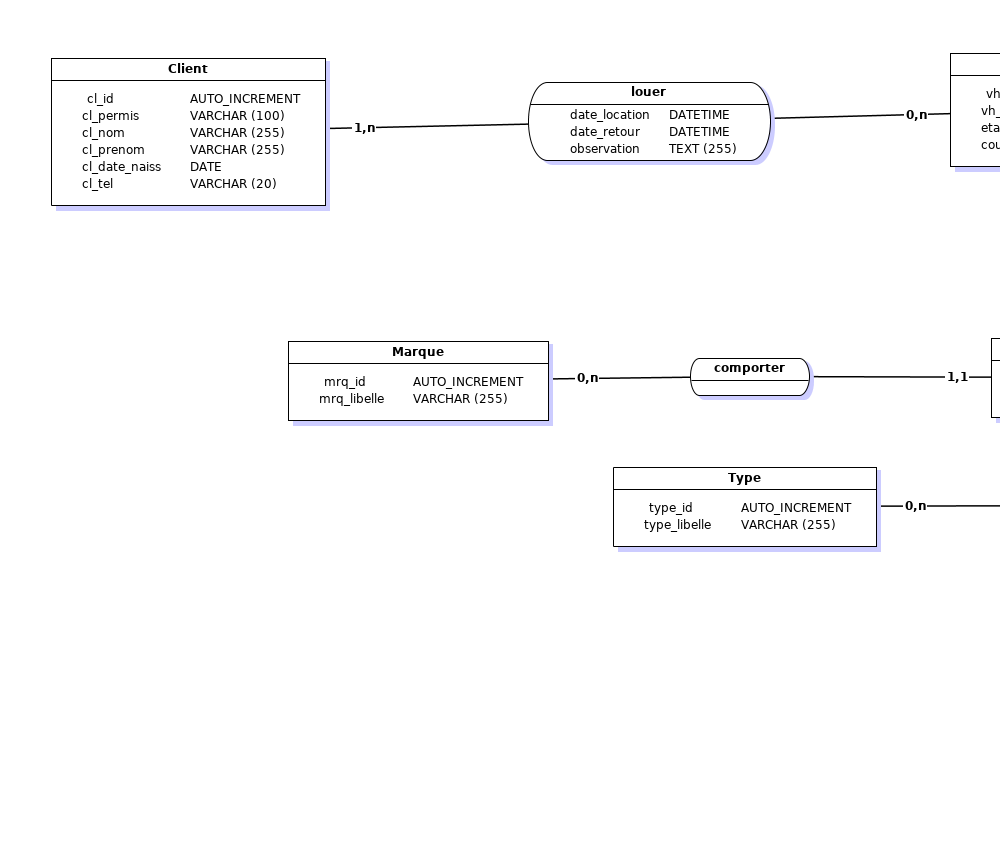 Client
cl_id AUTO_INCREMENT
cl_permis VARCHAR (100)
cl_nom VARCHAR (255)
cl_prenom VARCHAR (255)
cl_date_naiss DATE
cl_tel VARCHAR (20)
1,n
louer
date_location DATETIME
date_retour DATETIME
observation TEXT (255)
0,n
vh
vh_
eta
cou
Marque
mrq_id AUTO_INCREMENT
mrq_libelle VARCHAR (255)
0,n
comporter
1,1
Type
type_id AUTO_INCREMENT
type_libelle VARCHAR (255)
0,n